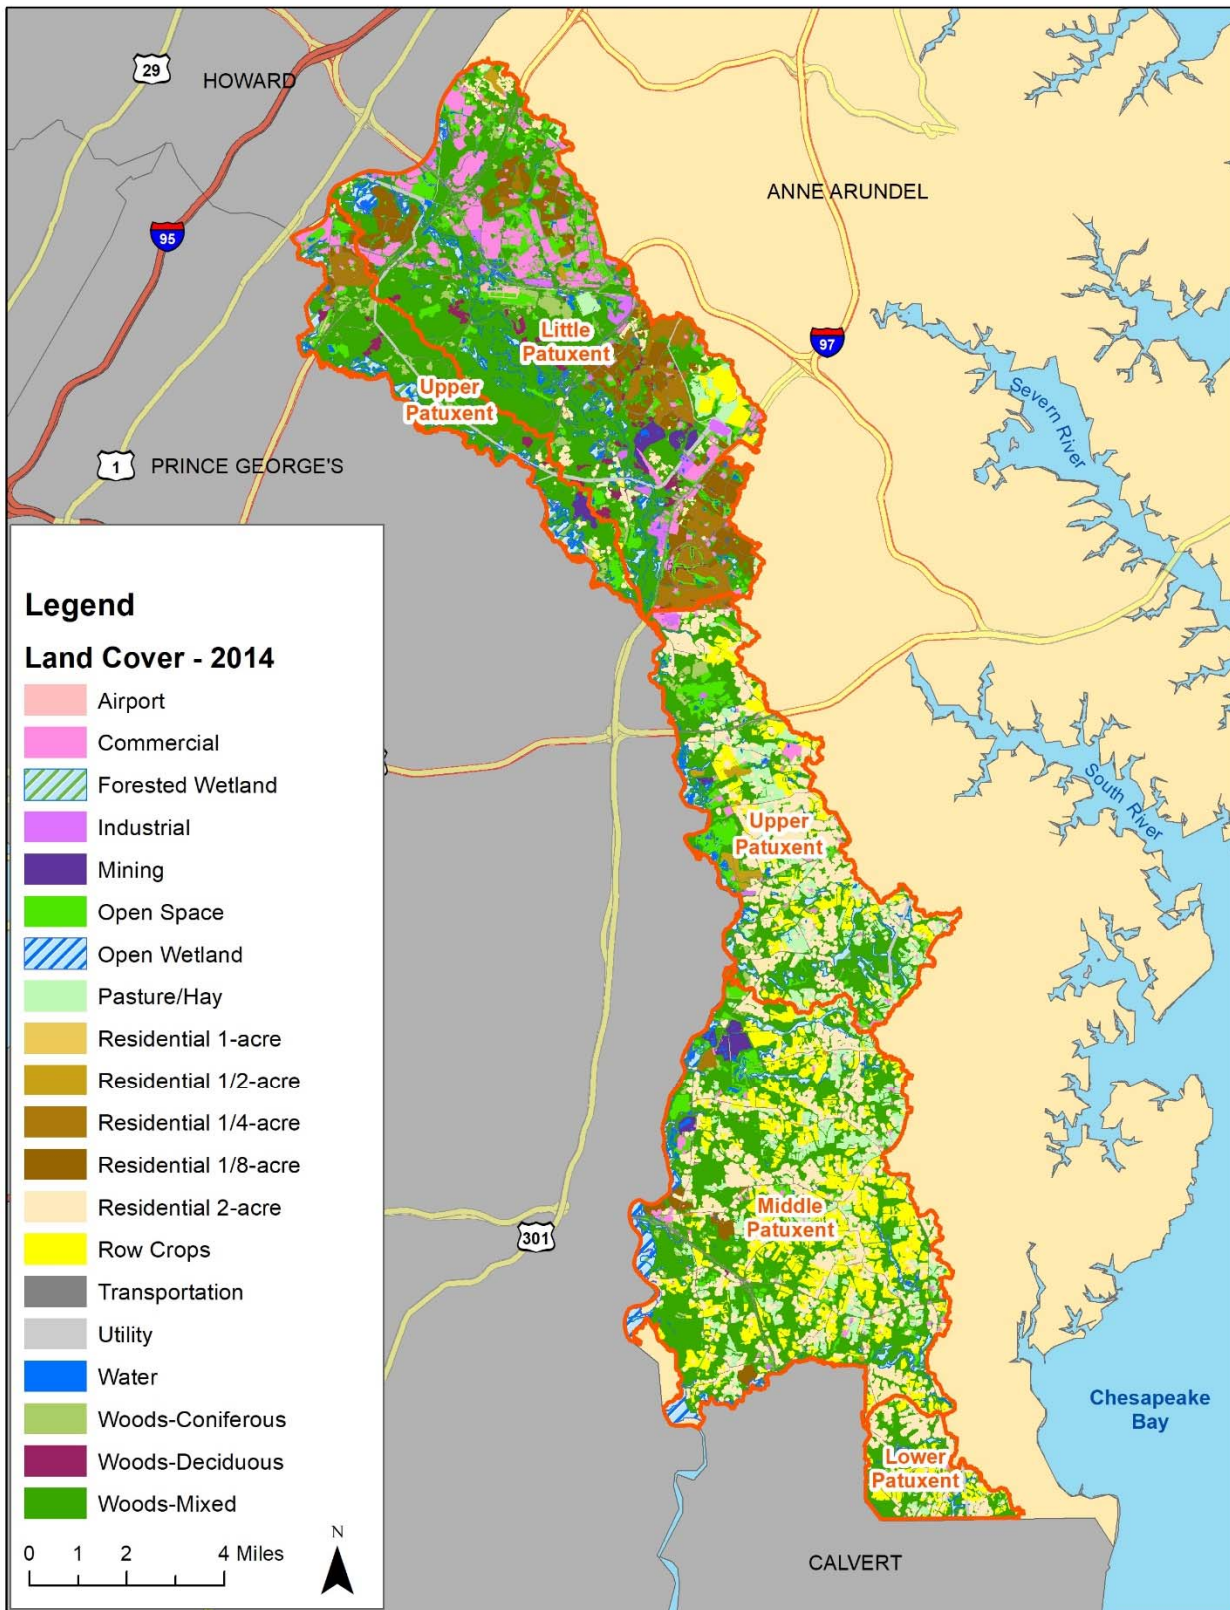 29
HOWARD
ANNE ARUNDEL
95
97
Little
Patuxent
Upper
Patuxent
Severn River
1
PRINCE GEORGE'S
Legend
Land Cover - 2014
Airport
Commercial
Forested Wetland
Industrial
Mining
Open Space
Open Wetland
Pasture/Hay
Residential 1-acre
Residential 1/2-acre
Residential 1/4-acre
Residential 1/8-acre
Residential 2-acre
Row Crops
Transportation
Utility
Water
Woods-Coniferous
Woods-Deciduous
Woods-Mixed
0 1 2 4 Miles
N
South River
Upper
Patuxent
Middle
Patuxent
301
Chesapeake
Bay
Lower
Patuxent
CALVERT